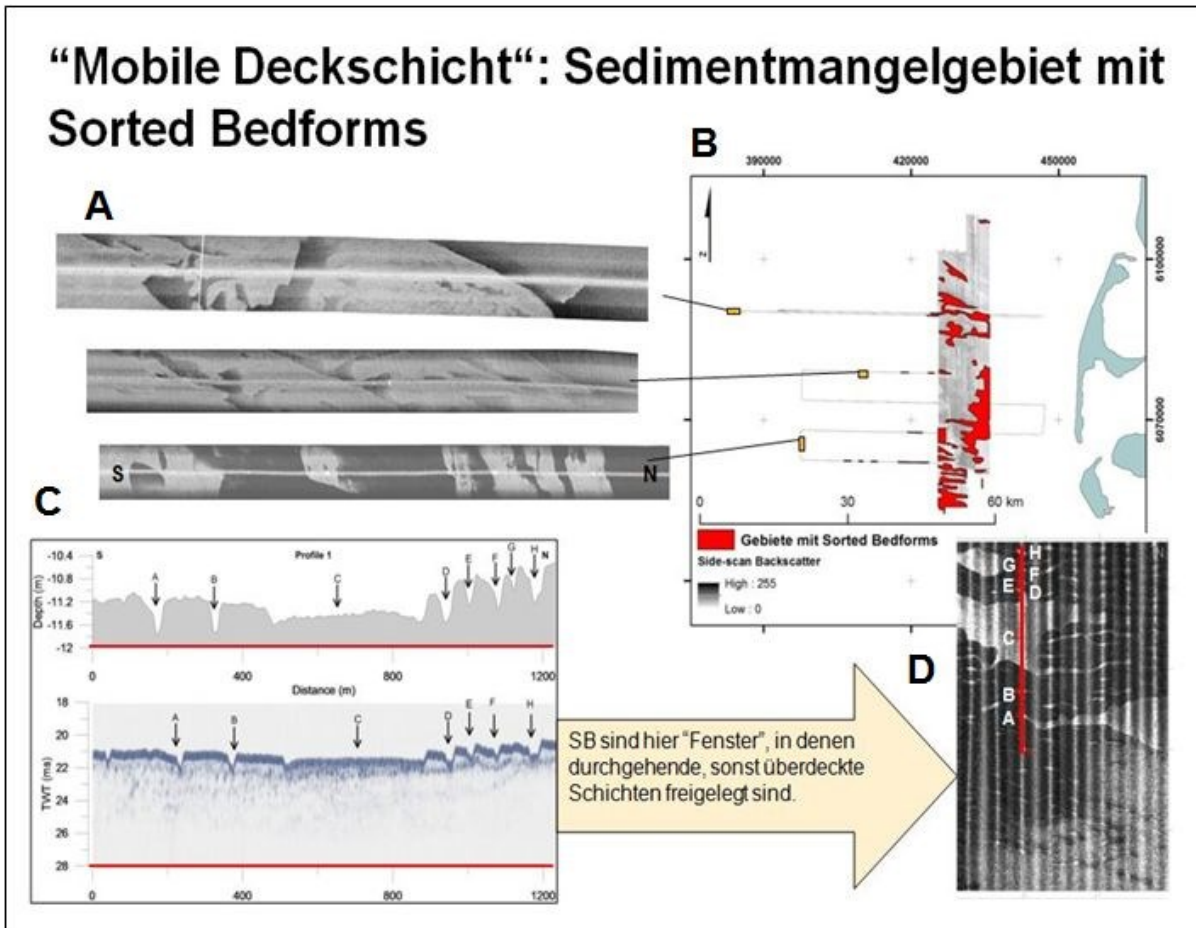 “Mobile Deckschicht“: Sedimentmangelgebiet mit
Sorted Bedforms
A
S
N
B
390000
420000
450000
N
6100000
6070000
0
30
60 km
Gebiete mit Sorted Bedforms
Side-scan Backscatter
High : 255
Low : 0
C
-10.4
-10.8
-11.2
-11.6
-12
Depth (m)
S
Profile 1
N
A
B
C
D
E
F
G
H
0
400
800
1200
Distance (m)
18
20
22
24
26
28
TWT (ms)
A
B
C
D
E
F
H
0
400
800
1200
SB sind hier “Fenster”, in denen
durchgehende, sonst überdeckte
Schichten freigelegt sind.
D
G H
F
E D
C
B
A